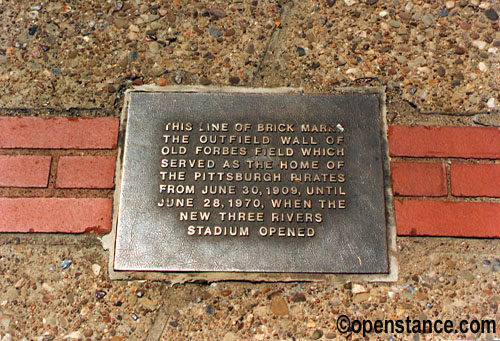 THIS LINE OF BRICK MARKS
THE OUTFIELD WALL OF
OLD FORBES FIELD WHICH
SERVED AS THE HOME OF
THE PITTSBURGH PIRATES
FROM JUNE 30, 1909, UNTIL
JUNE 28, 1970, WHEN THE
NEW THREE RIVERS
STADIUM OPENED
©openstance.com